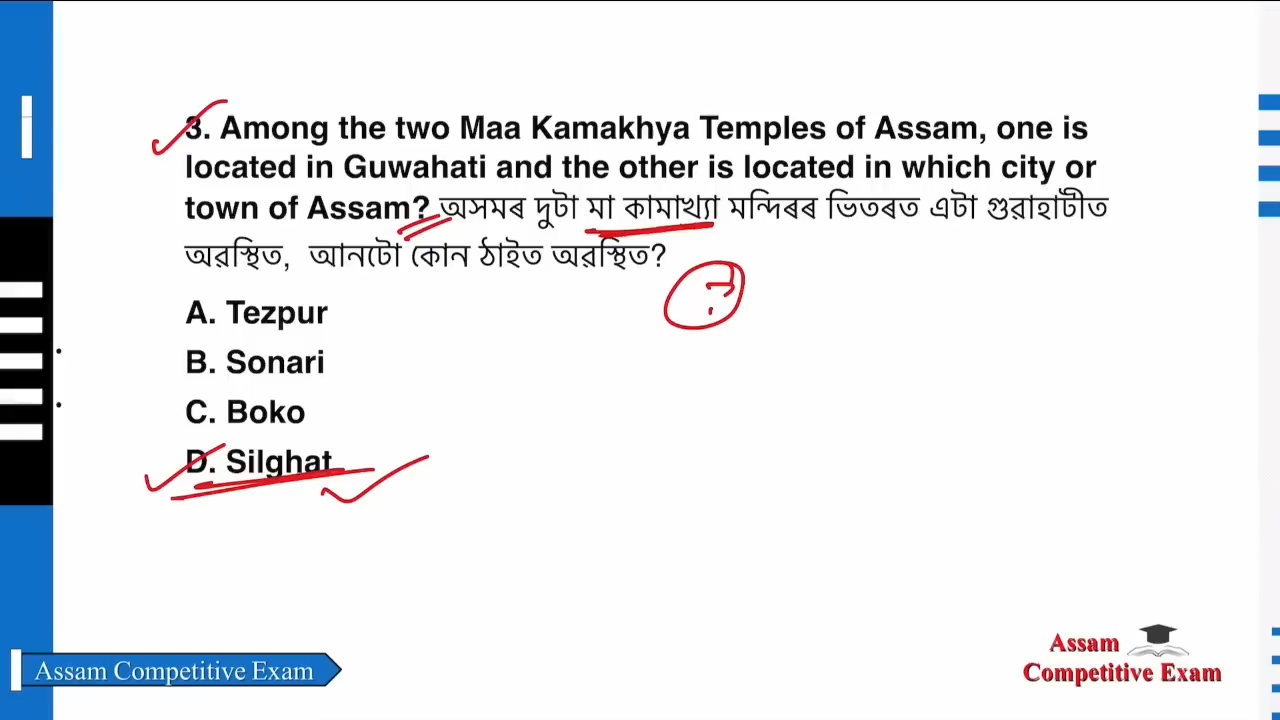 3. Among the two Maa Kamakhya Temples of Assam, one is
located in Guwahati and the other is located in which city or
town of Assam? অসমৰ দুটা মা কামাখ্যা মন্দিৰৰ ভিতৰত এটা গুৱাহাটীত
অৱস্থিত, আনটো কোন ঠাইত অৱস্থিত?
?
A. Tezpur
B. Sonari
C. Boko
D. Silghat
Assam Competitive Exam
Assam
Competitive Exam